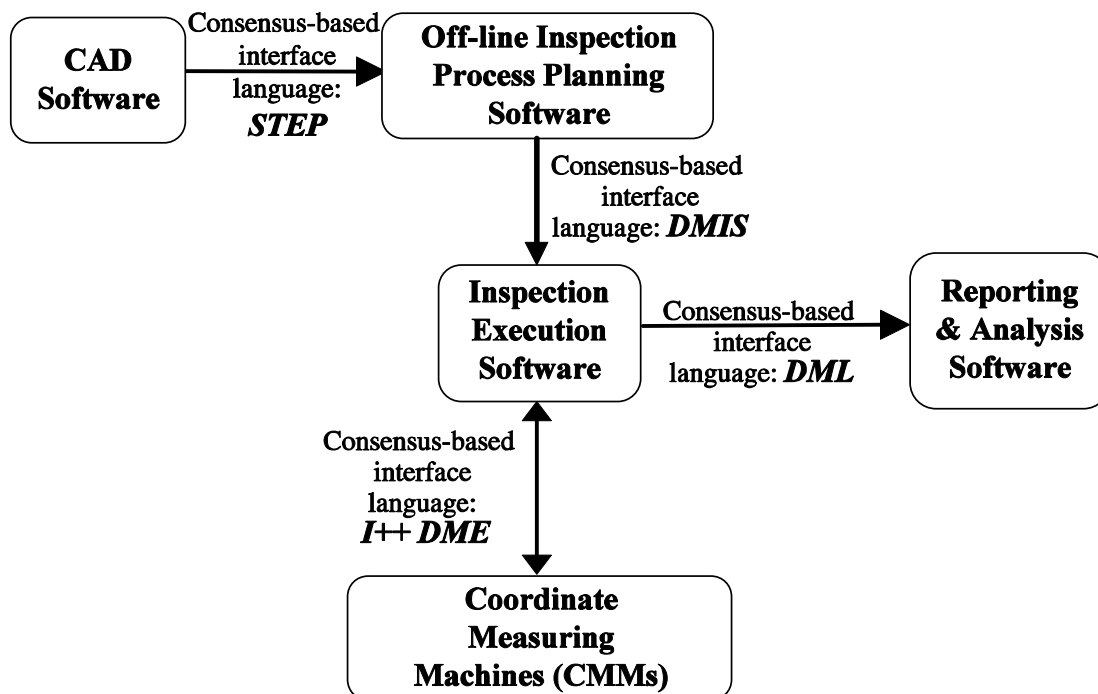 CAD
Software
Consensus-based
interface
language:
STEP
Off-line Inspection
Process Planning
Software
Consensus-based
interface
language: DMIS
Inspection
Execution
Software
Consensus-based
interface
language: DML
Reporting
& Analysis
Software
Consensus-based
interface
language:
I++ DME
Coordinate
Measuring
Machines (CMMs)